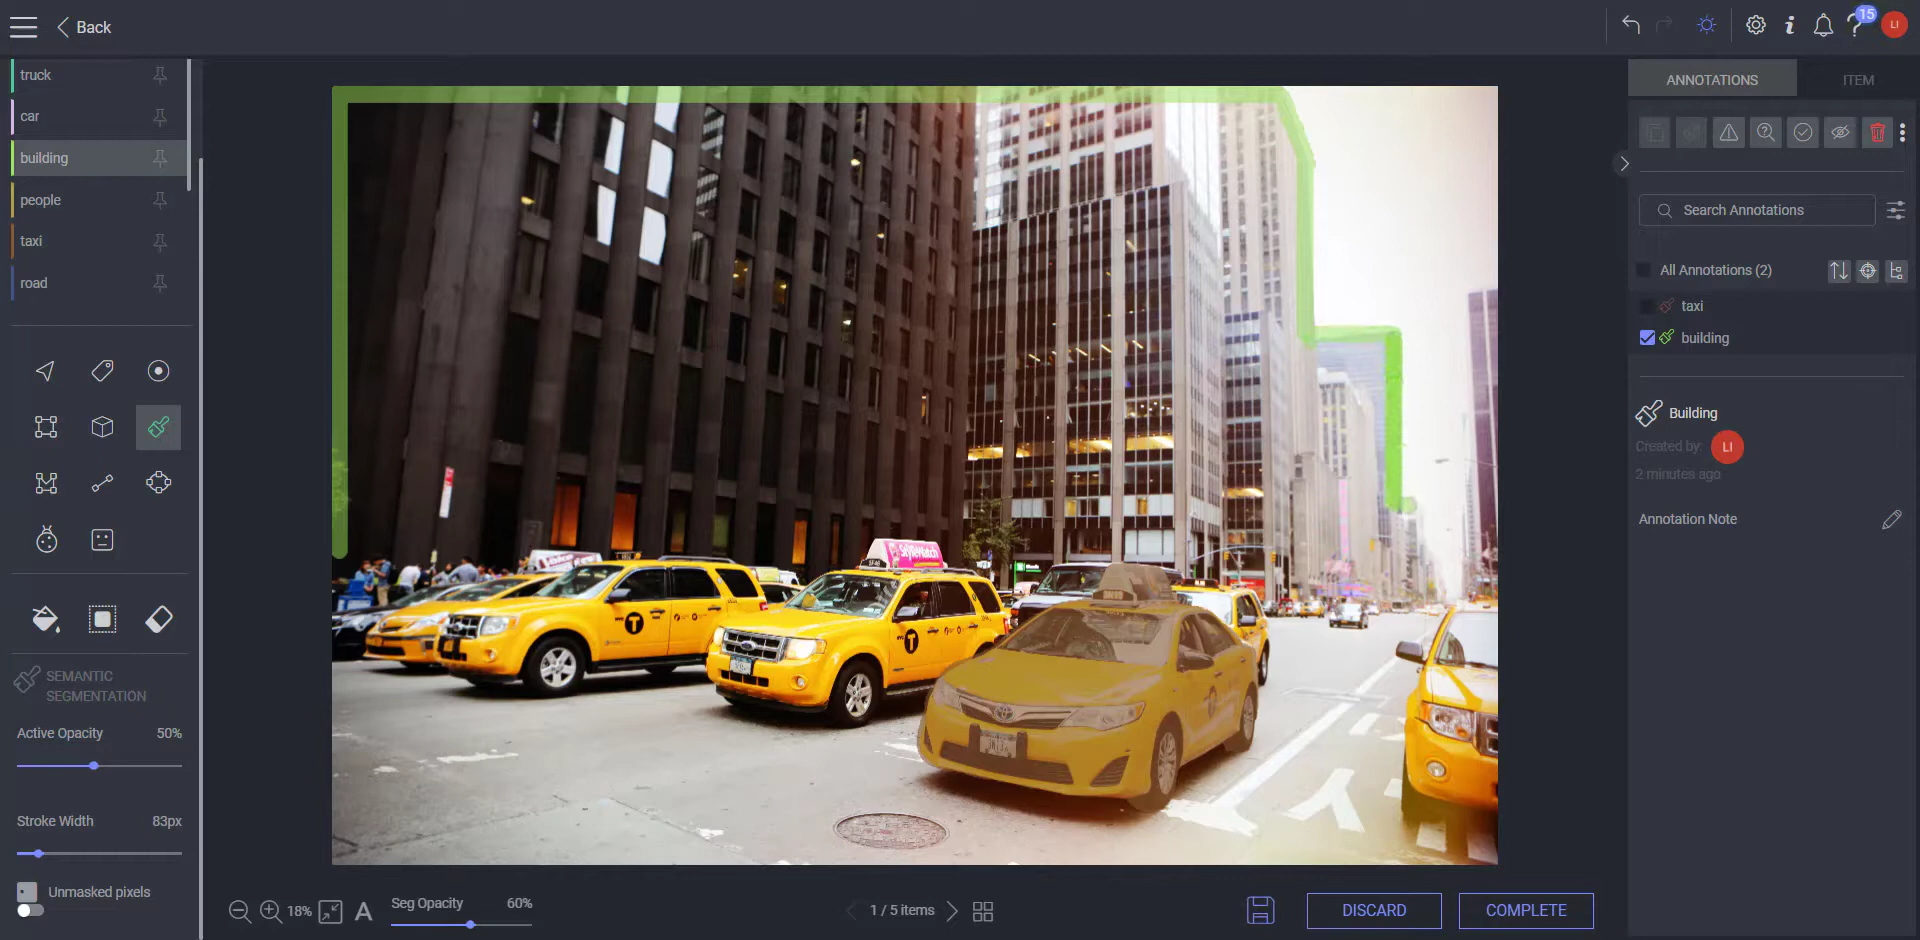 Back
15
LI
truck
car
building
people
taxi
road
SEMANTIC
SEGMENTATION
Active Opacity 50%
Stroke Width 83px
Unmasked pixels
StyleWatch
T
T
18% A Seg Opacity 60%
1 / 5 items
DISCARD COMPLETE
ANNOTATIONS ITEM
Search Annotations
All Annotations (2)
taxi
building
Building
Created by: LI
2 minutes ago
Annotation Note